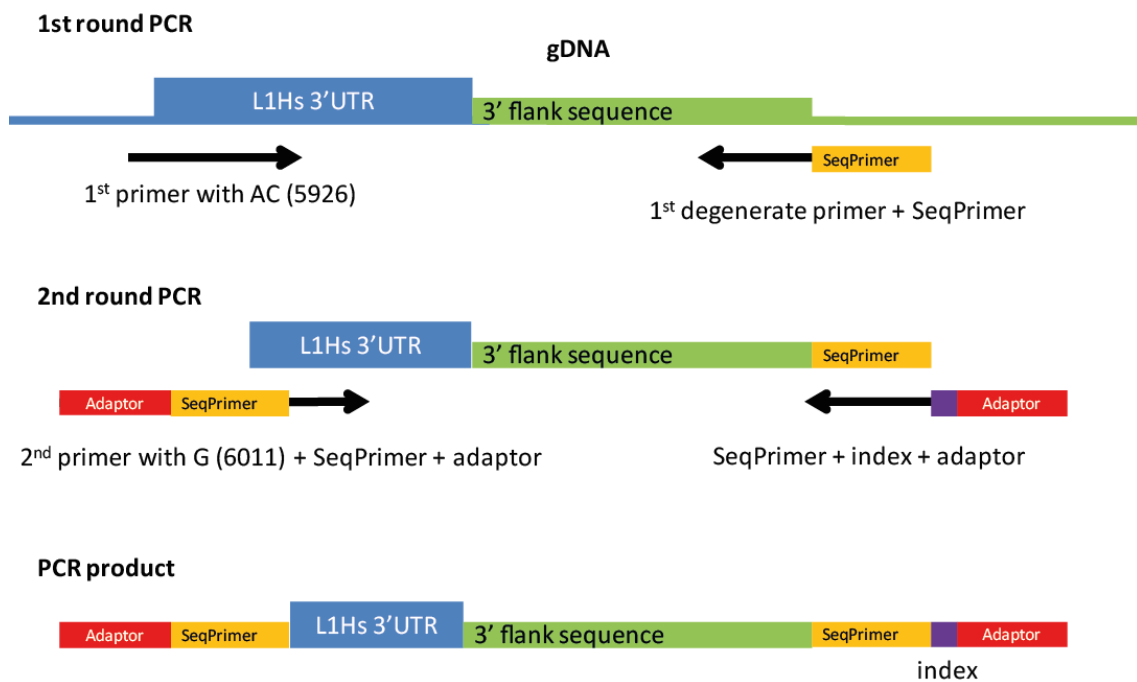 1st round PCR
gDNA
L1Hs 3’UTR
3’ flank sequence
SeqPrimer
1st primer with AC (5926)
1st degenerate primer + SeqPrimer
2nd round PCR
L1Hs 3’UTR
3’ flank sequence
SeqPrimer
Adaptor
SeqPrimer
Adaptor
2nd primer with G (6011) + SeqPrimer + adaptor
SeqPrimer + index + adaptor
PCR product
Adaptor
SeqPrimer
L1Hs 3’UTR
3’ flank sequence
SeqPrimer
Adaptor
index